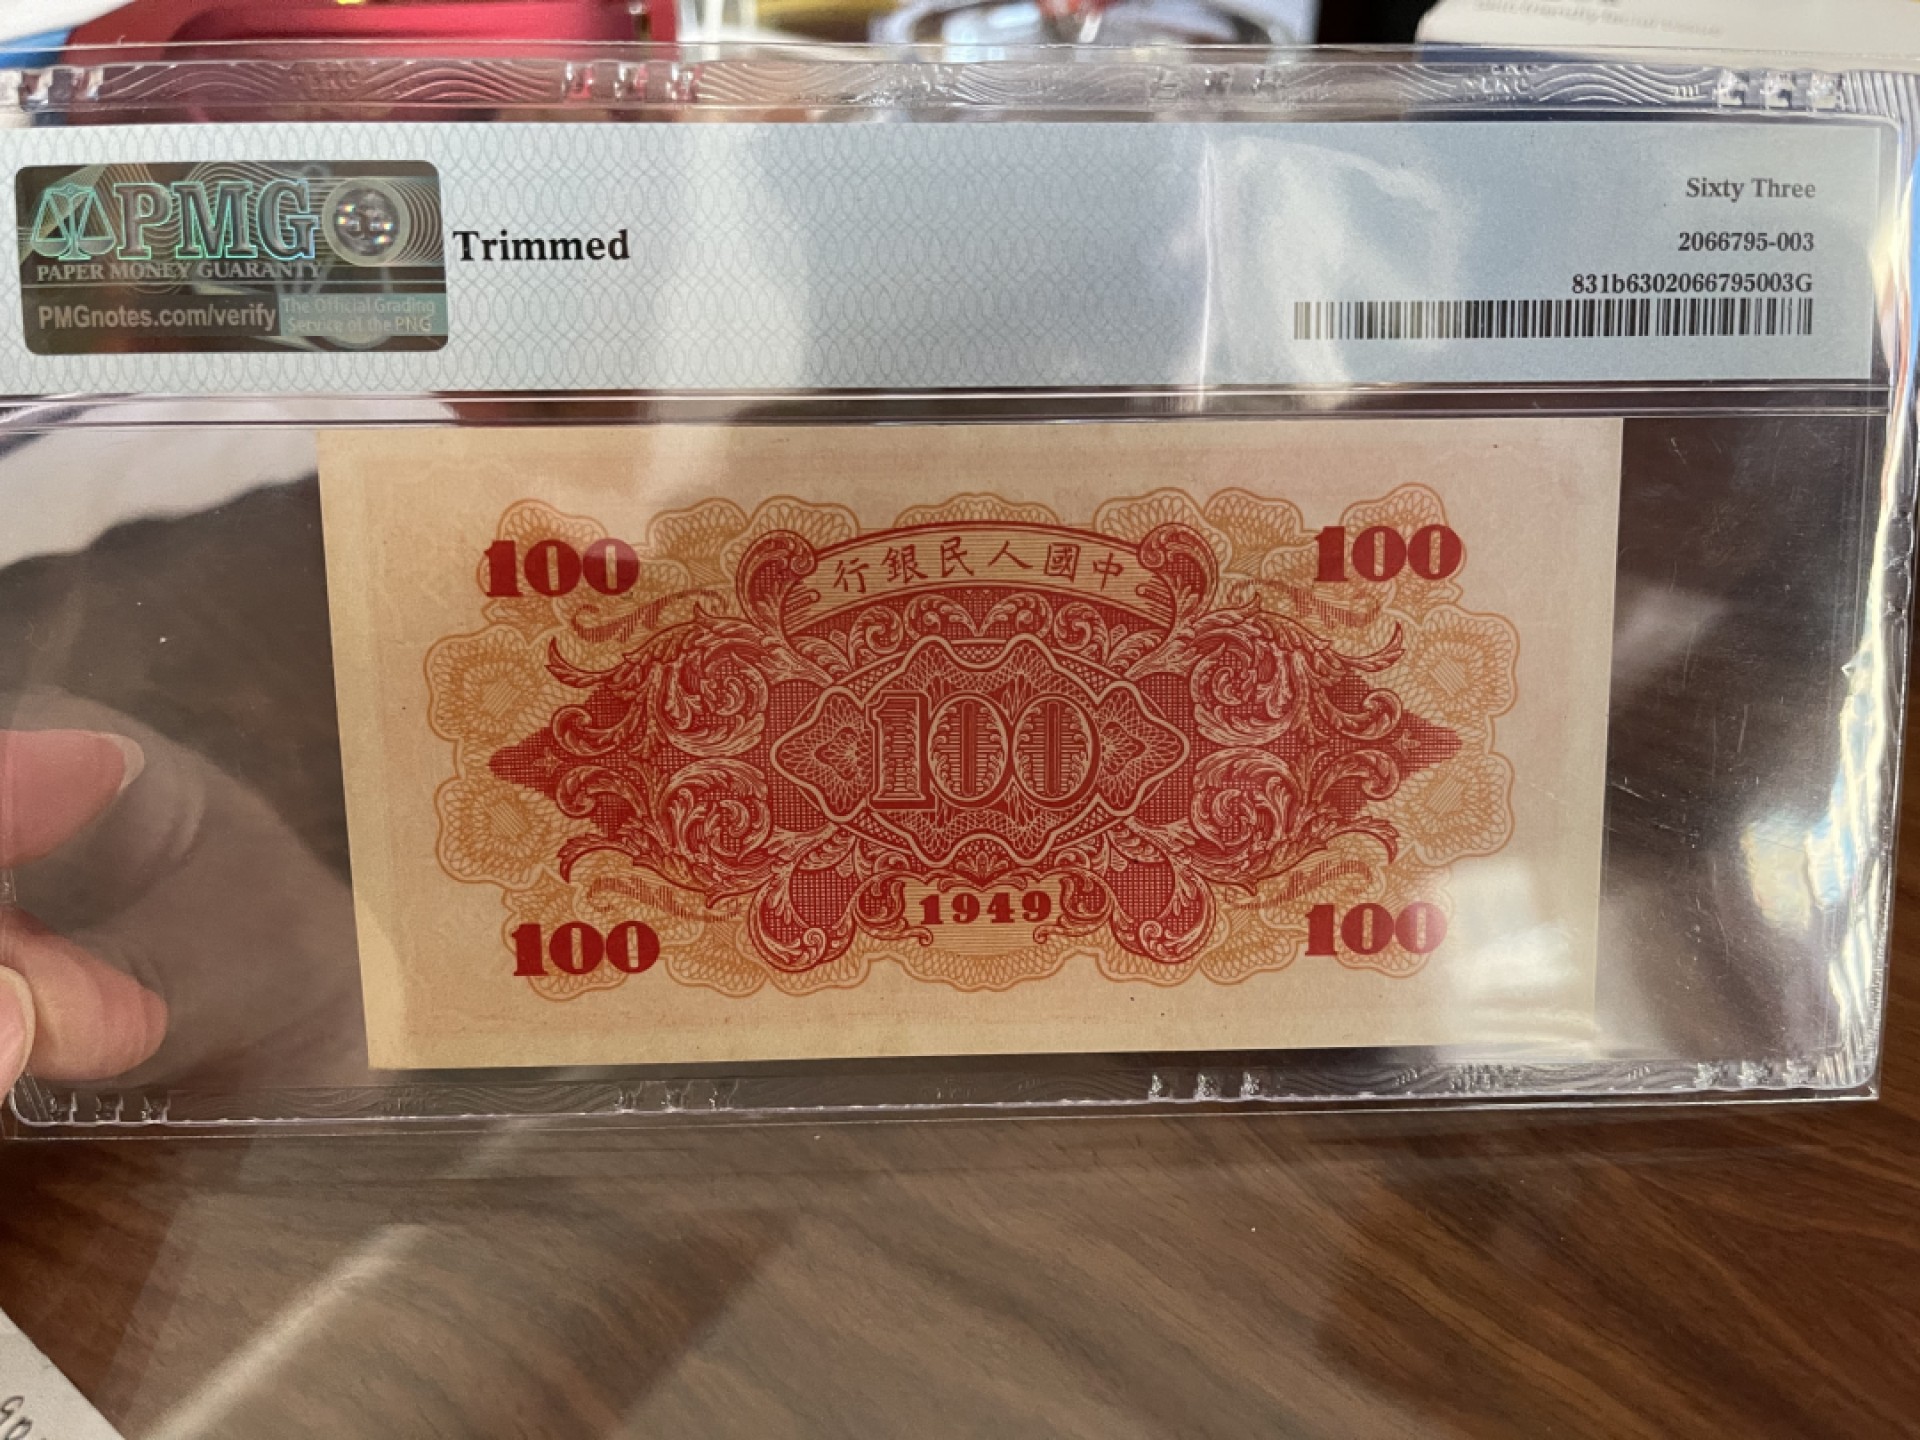 PMG
PAPER MONEY GUARANTY
PMGnotes.com/verify
The Official Grading
Service of the PNG
Trimmed
Sixty Three
2066795-003
831b6302066795003G
100
行銀民人國中
100
100
100
1949
100